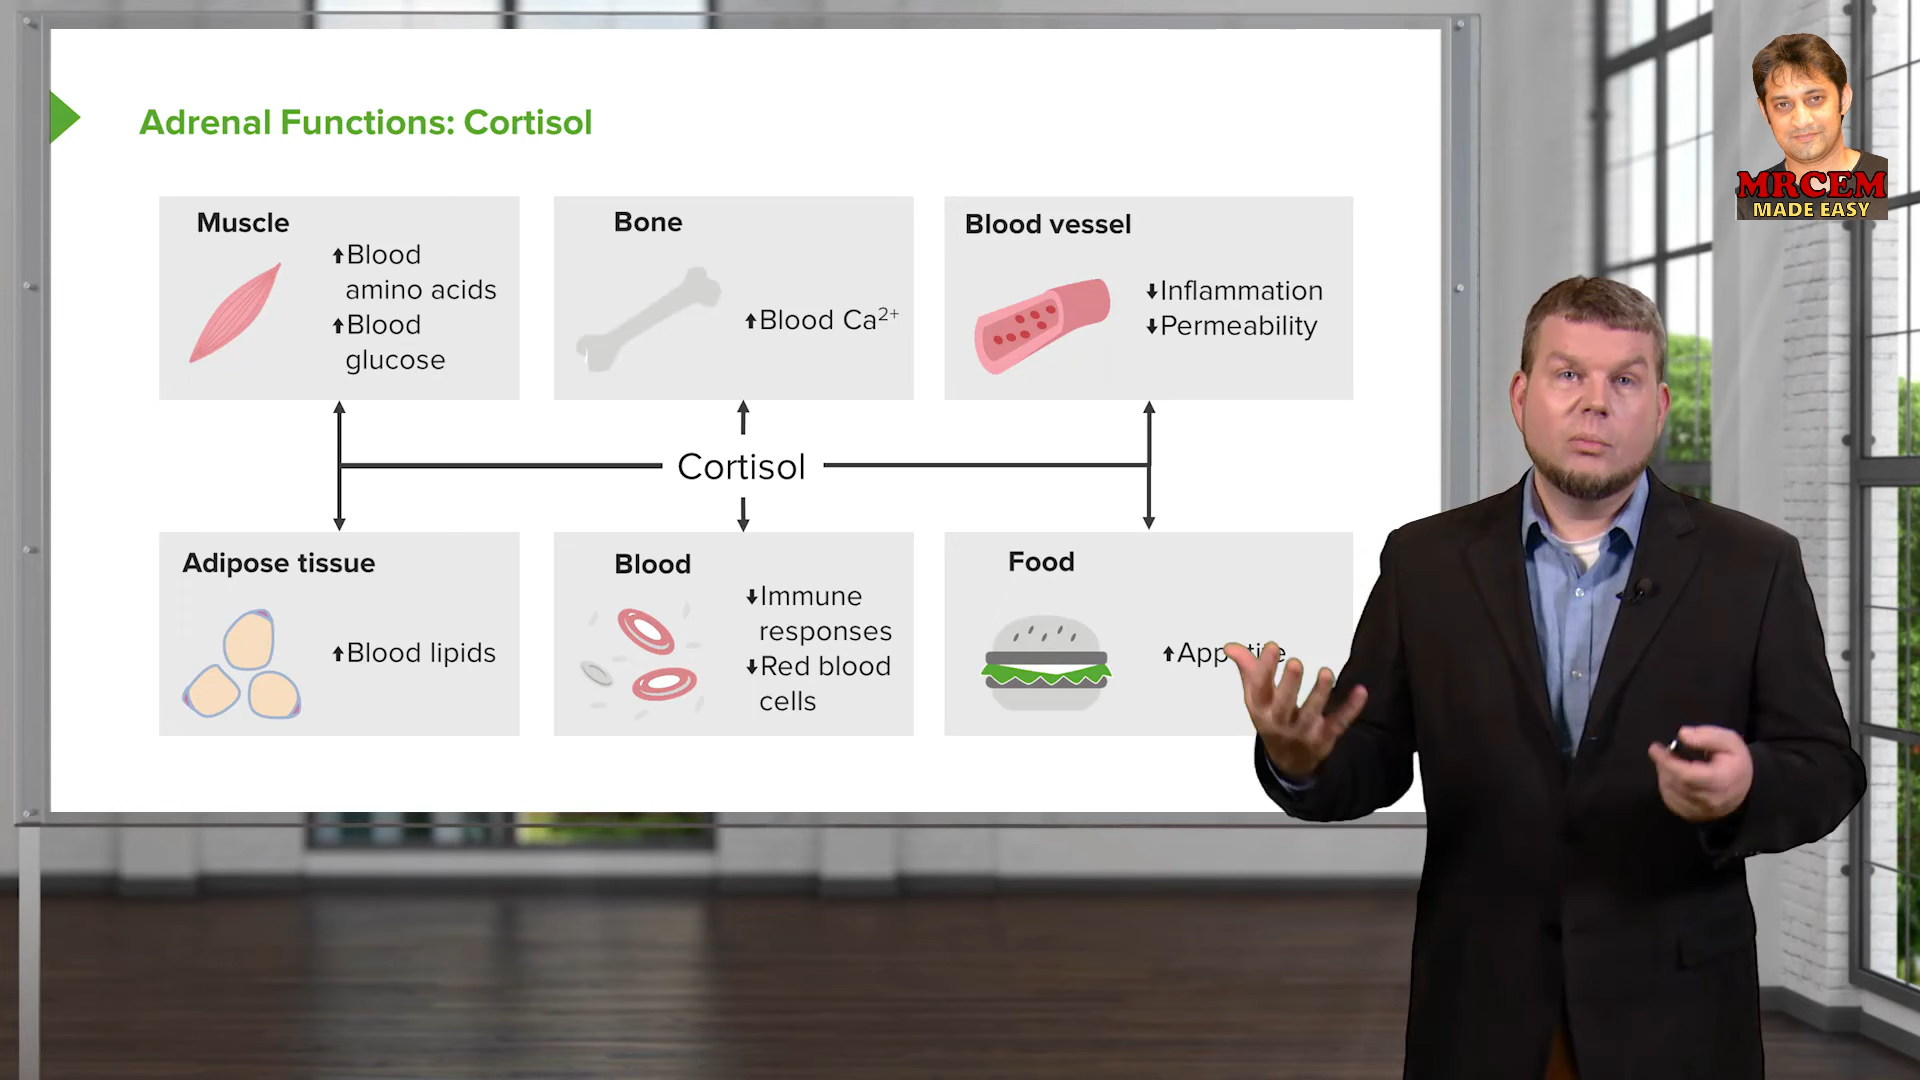 Adrenal Functions: Cortisol
Muscle
↑Blood
amino acids
↑Blood
glucose
Bone
↑Blood Ca²⁺
Blood vessel
↓Inflammation
↓Permeability
Cortisol
Adipose tissue
↑Blood lipids
Blood
↓Immune
responses
↓Red blood
cells
Food
↑Appetite
MRCEM
MADE EASY